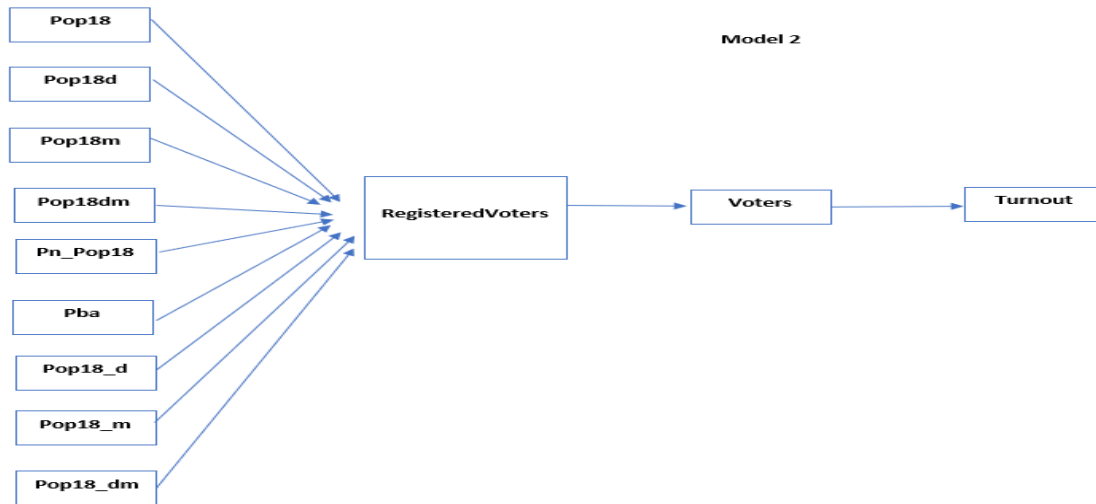 Pop18
Model 2
Pop18d
Pop18m
Pop18dm
RegisteredVoters
Voters
Turnout
Pn_Pop18
Pba
Pop18_d
Pop18_m
Pop18_dm